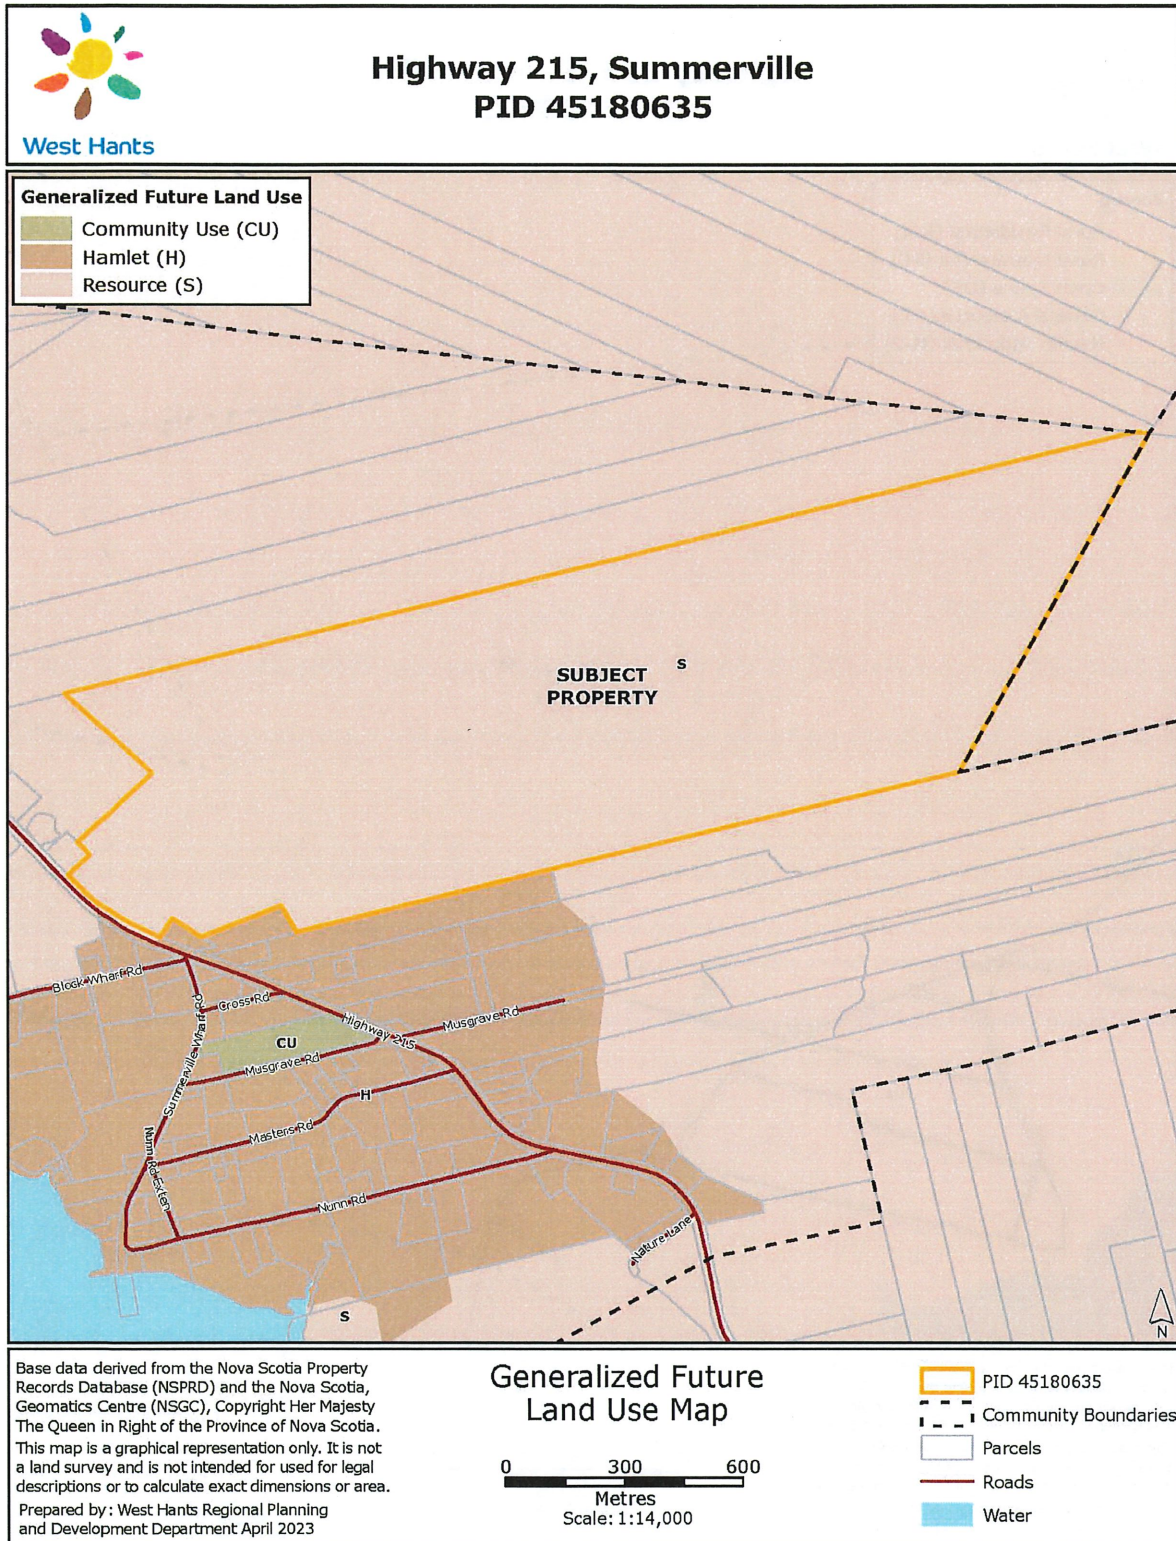 West Hants
Highway 215, Summerville
PID 45180635
Generalized Future Land Use
Community Use (CU)
Hamlet (H)
Resource (S)
SUBJECT
PROPERTY
S
Block Wharf Rd
Cross Rd
Summerville Wharf Rd
Highway 215
Musgrave Rd
CU
Musgrave Rd
H
Masters Rd
Nunn Rd Exten
Nunn Rd
Nature Lane
S
N
Base data derived from the Nova Scotia Property
Records Database (NSPRD) and the Nova Scotia,
Geomatics Centre (NSGC), Copyright Her Majesty
The Queen in Right of the Province of Nova Scotia.
This map is a graphical representation only. It is not
a land survey and is not intended for used for legal
descriptions or to calculate exact dimensions or area.
Prepared by: West Hants Regional Planning
and Development Department April 2023
Generalized Future
Land Use Map
0 300 600
Metres
Scale: 1:14,000
PID 45180635
Community Boundaries
Parcels
Roads
Water